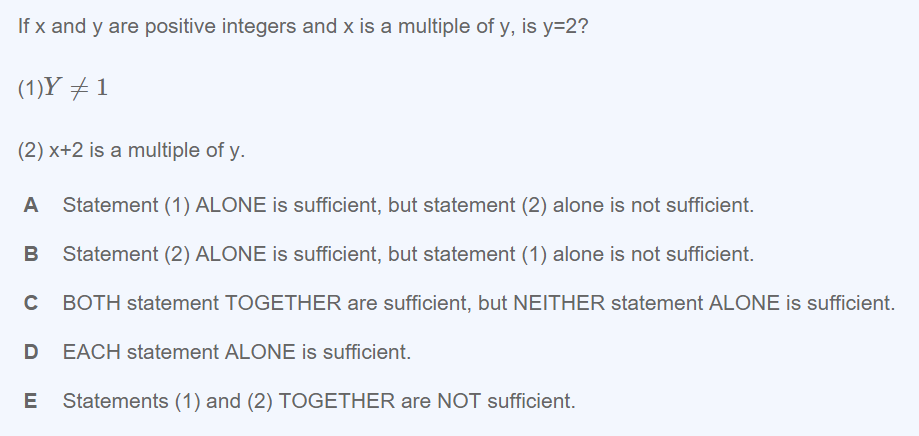 If x and y are positive integers and x is a multiple of y, is y=2?
(1)Y ≠ 1
(2) x+2 is a multiple of y.
A Statement (1) ALONE is sufficient, but statement (2) alone is not sufficient.
B Statement (2) ALONE is sufficient, but statement (1) alone is not sufficient.
C BOTH statement TOGETHER are sufficient, but NEITHER statement ALONE is sufficient.
D EACH statement ALONE is sufficient.
E Statements (1) and (2) TOGETHER are NOT sufficient.